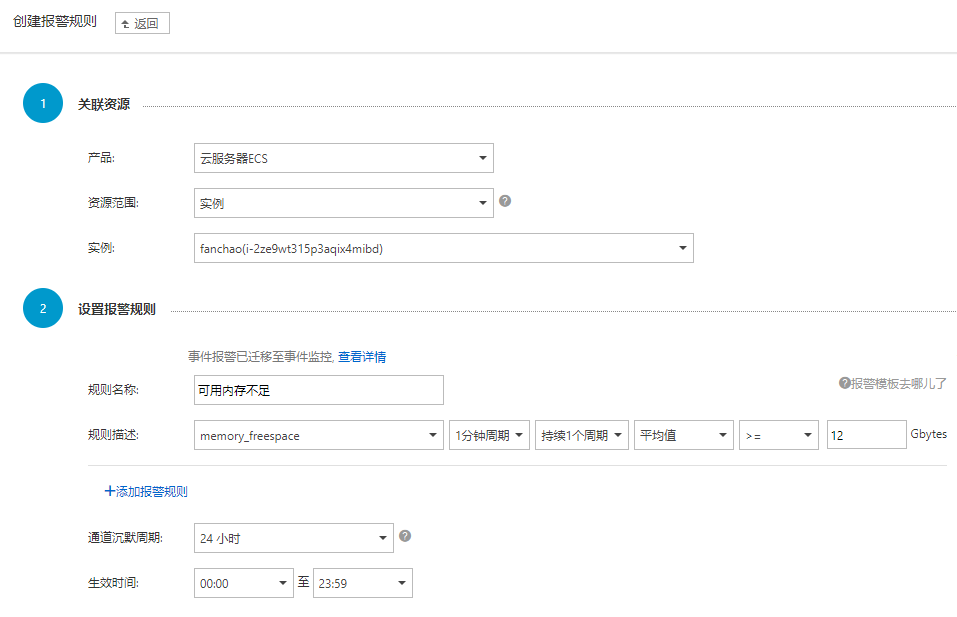 创建报警规则 返回
1 关联资源
产品: 云服务器ECS
资源范围: 实例 ?
实例: fanchao(i-2ze9wt315p3aqix4mibd)
2 设置报警规则
事件报警已迁移至事件监控, 查看详情
规则名称: 可用内存不足 ?报警模板去哪儿了
规则描述: memory_freespace 1分钟周期 持续1个周期 平均值 >= 12 Gbytes
+添加报警规则
通道沉默周期: 24 小时 ?
生效时间: 00:00 至 23:59